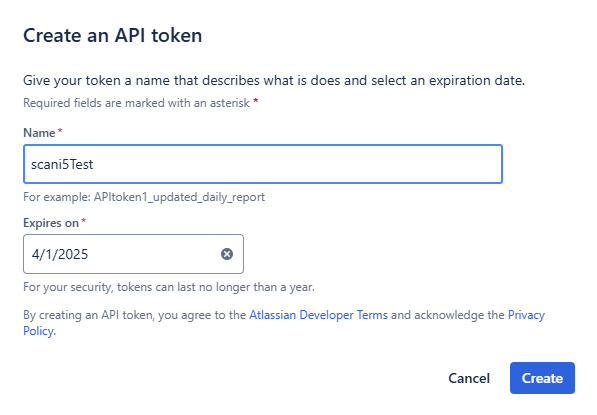 Create an API token
Give your token a name that describes what is does and select an expiration date.
Required fields are marked with an asterisk *
Name*
scani5Test
For example: APItoken1_updated_daily_report
Expires on*
4/1/2025
For your security, tokens can last no longer than a year.
By creating an API token, you agree to the Atlassian Developer Terms and acknowledge the Privacy
Policy.
Cancel Create